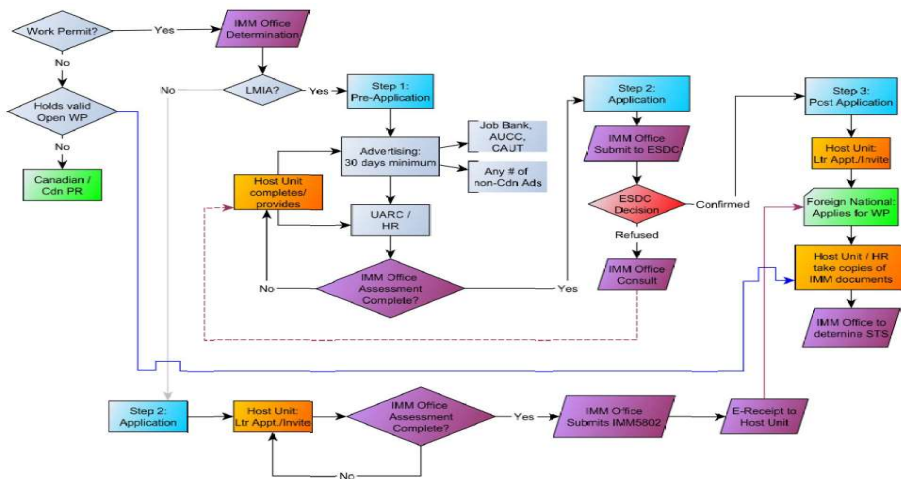 Work Permit?
Yes
IMM Office
Determination
No
Holds valid
Open WP
No
Canadian /
Cdn PR
No
LMIA?
Yes
Step 1:
Pre-Application
Advertising:
30 days minimum
Job Bank,
AUCC,
CAUT
Any # of
non-Cdn Ads
Host Unit
completes/
provides
UARC /
HR
No
IMM Office
Assessment
Complete?
Yes
Step 2:
Application
IMM Office
Submit to ESDC
ESDC
Decision
Confirmed
Refused
IMM Office
Consult
Step 3:
Post Application
Host Unit:
Ltr Appt./Invite
Foreign National:
Applies for WP
Host Unit / HR
take copies of
IMM documents
IMM Office to
determine STS
Step 2:
Application
Host Unit:
Ltr Appt./Invite
IMM Office
Assessment
Complete?
Yes
No
IMM Office
Submits IMM5802
E-Receipt to
Host Unit